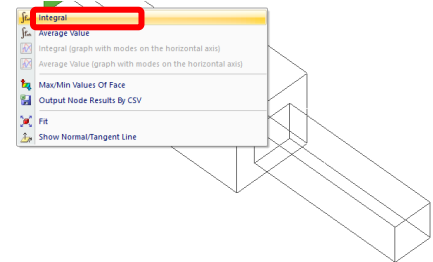 Integral
Average Value
Integral (graph with modes on the horizontal axis)
Average Value (graph with modes on the horizontal axis)
Max/Min Values Of Face
Output Node Results By CSV
Fit
Show Normal/Tangent Line